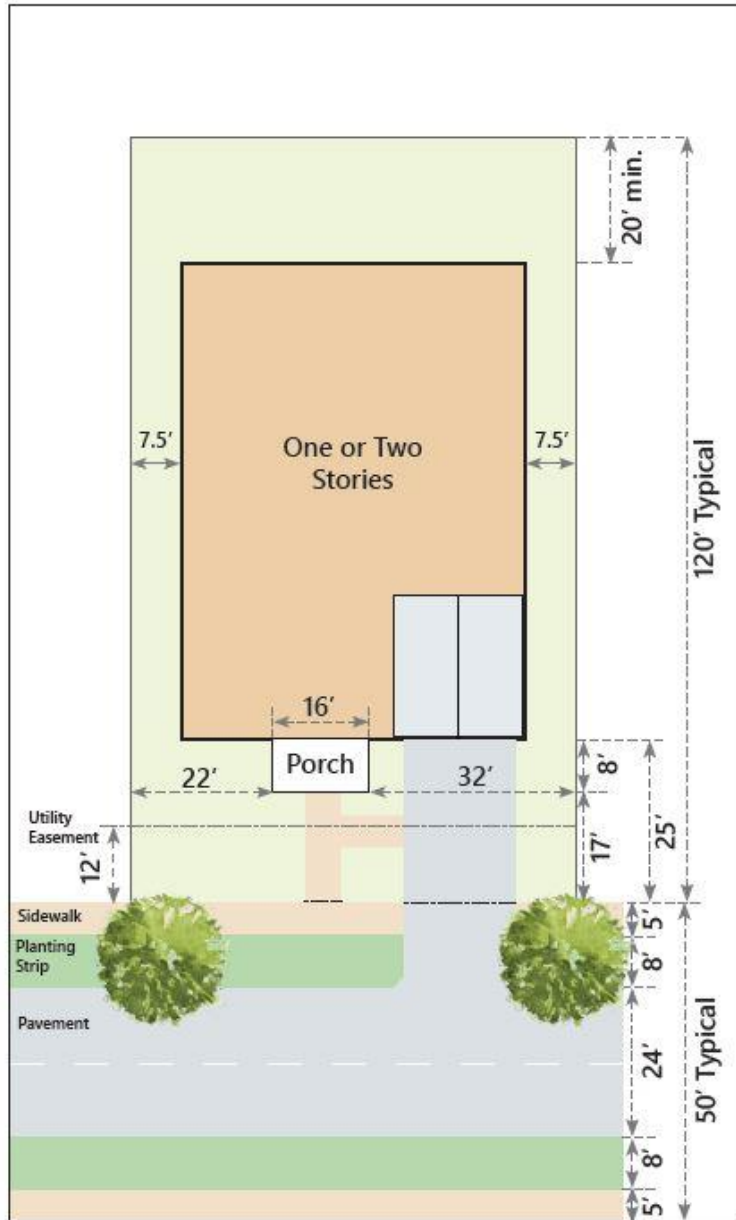 20' min.
7.5'
One or Two
Stories
7.5'
120' Typical
16'
Porch
22'
32'
8'
25'
17'
Utility
Easement
12'
Sidewalk
Planting
Strip
Pavement
5'
8'
24'
50' Typical
8'
5'